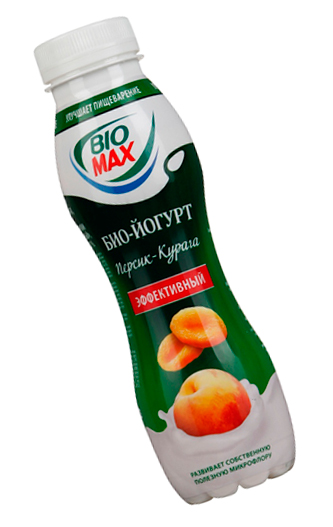 УЛУЧШАЕТ ПИЩЕВАРЕНИЕ
BIO
MAX
БИО-ЙОГУРТ
Персик-Курага
ЭФФЕКТИВНЫЙ
РАЗВИВАЕТ СОБСТВЕННУЮ
ПОЛЕЗНУЮ МИКРОФЛОРУ